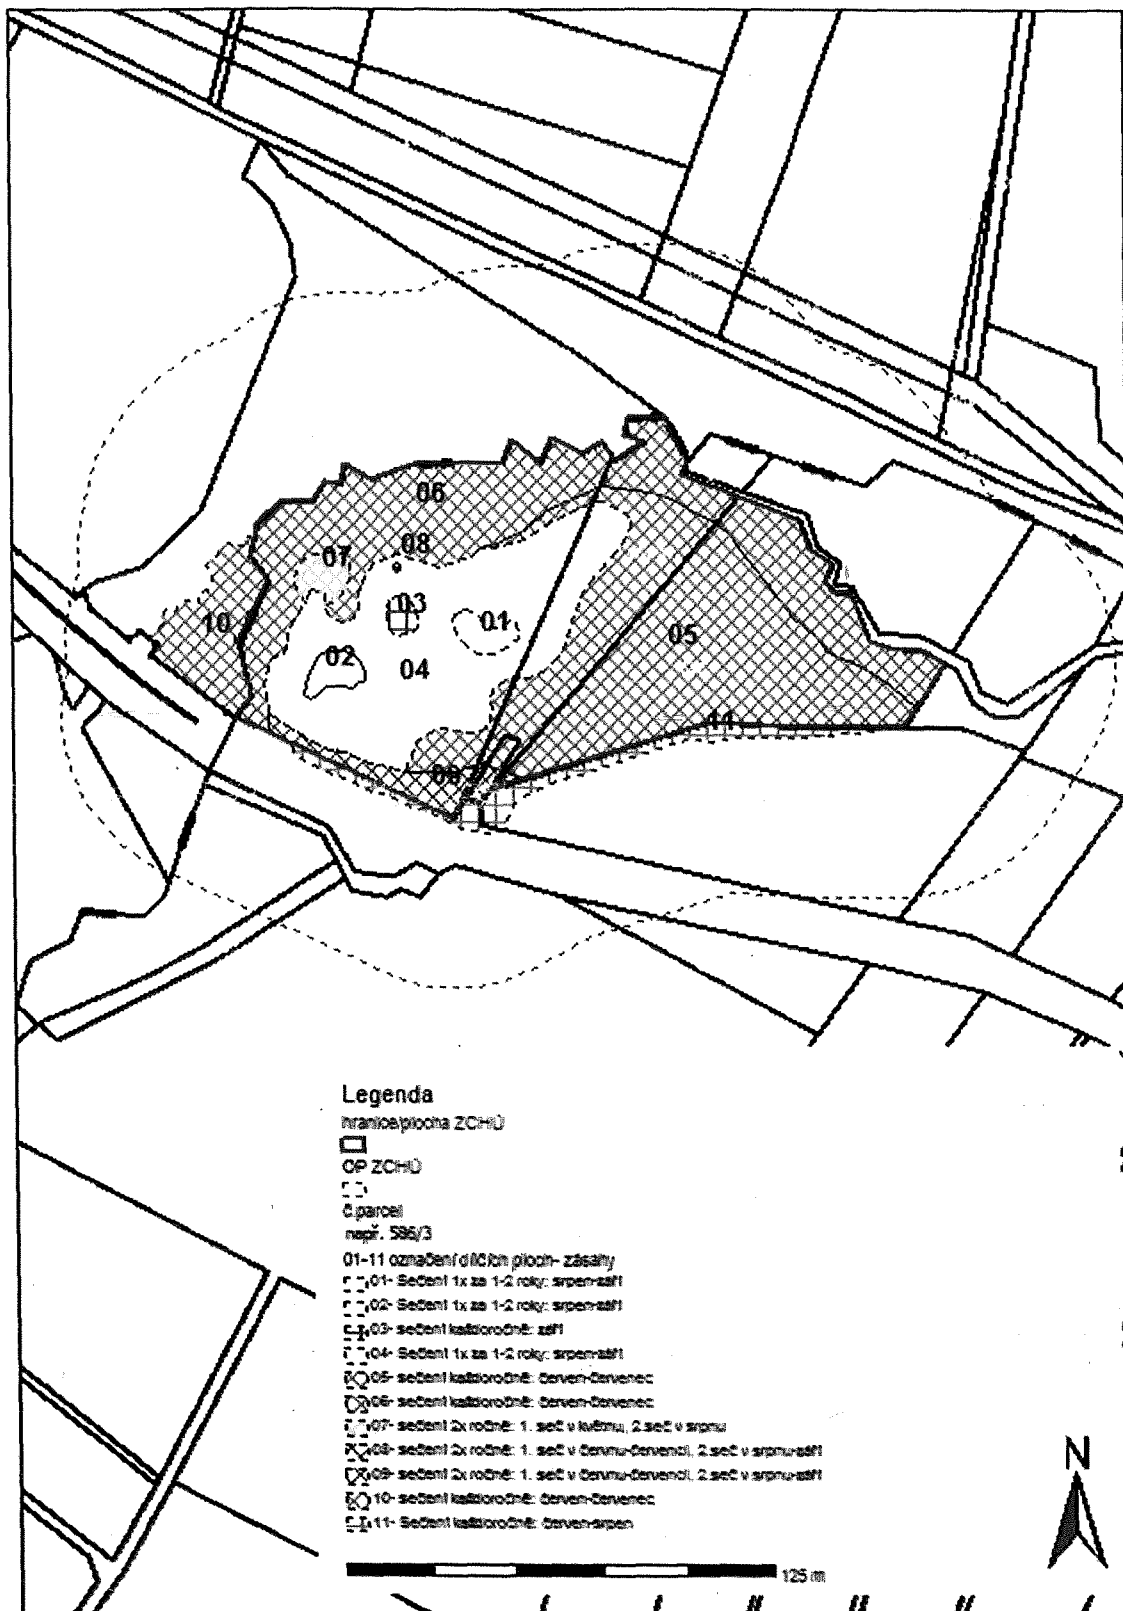 06
07
08
03
01
10
02
04
05
11
09
Legenda
hranice/plocha ZCHÚ
OP ZCHÚ
č.parcel
např. 586/3
01-11 označení dílčích ploch- zásahy
01- Sečení 1x za 1-2 roky: srpen-září
02- Sečení 1x za 1-2 roky: srpen-září
03- sečení každoročně: září
04- Sečení 1x za 1-2 roky: srpen-září
05- sečení každoročně: červen-červenec
06- sečení každoročně: červen-červenec
07- sečení 2x ročně: 1. seč v květnu, 2.seč v srpnu
08- sečení 2x ročně: 1. seč v červnu-červenci, 2.seč v srpnu-září
09- sečení 2x ročně: 1. seč v červnu-červenci, 2.seč v srpnu-září
10- sečení každoročně: červen-červenec
11- Sečení každoročně: červen-srpen
N
125 m